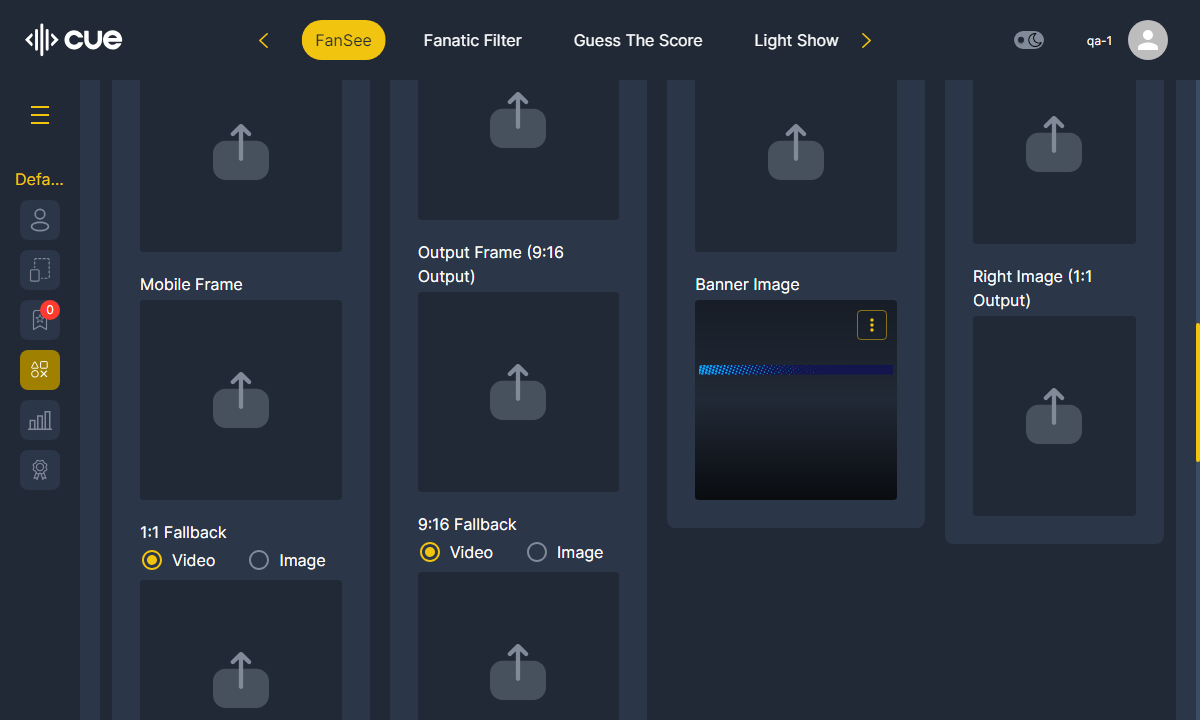 cue
FanSee
Fanatic Filter
Guess The Score
Light Show
qa-1
Defa...
0
Mobile Frame
1:1 Fallback
Video
Image
Output Frame (9:16
Output)
9:16 Fallback
Video
Image
Banner Image
Right Image (1:1
Output)